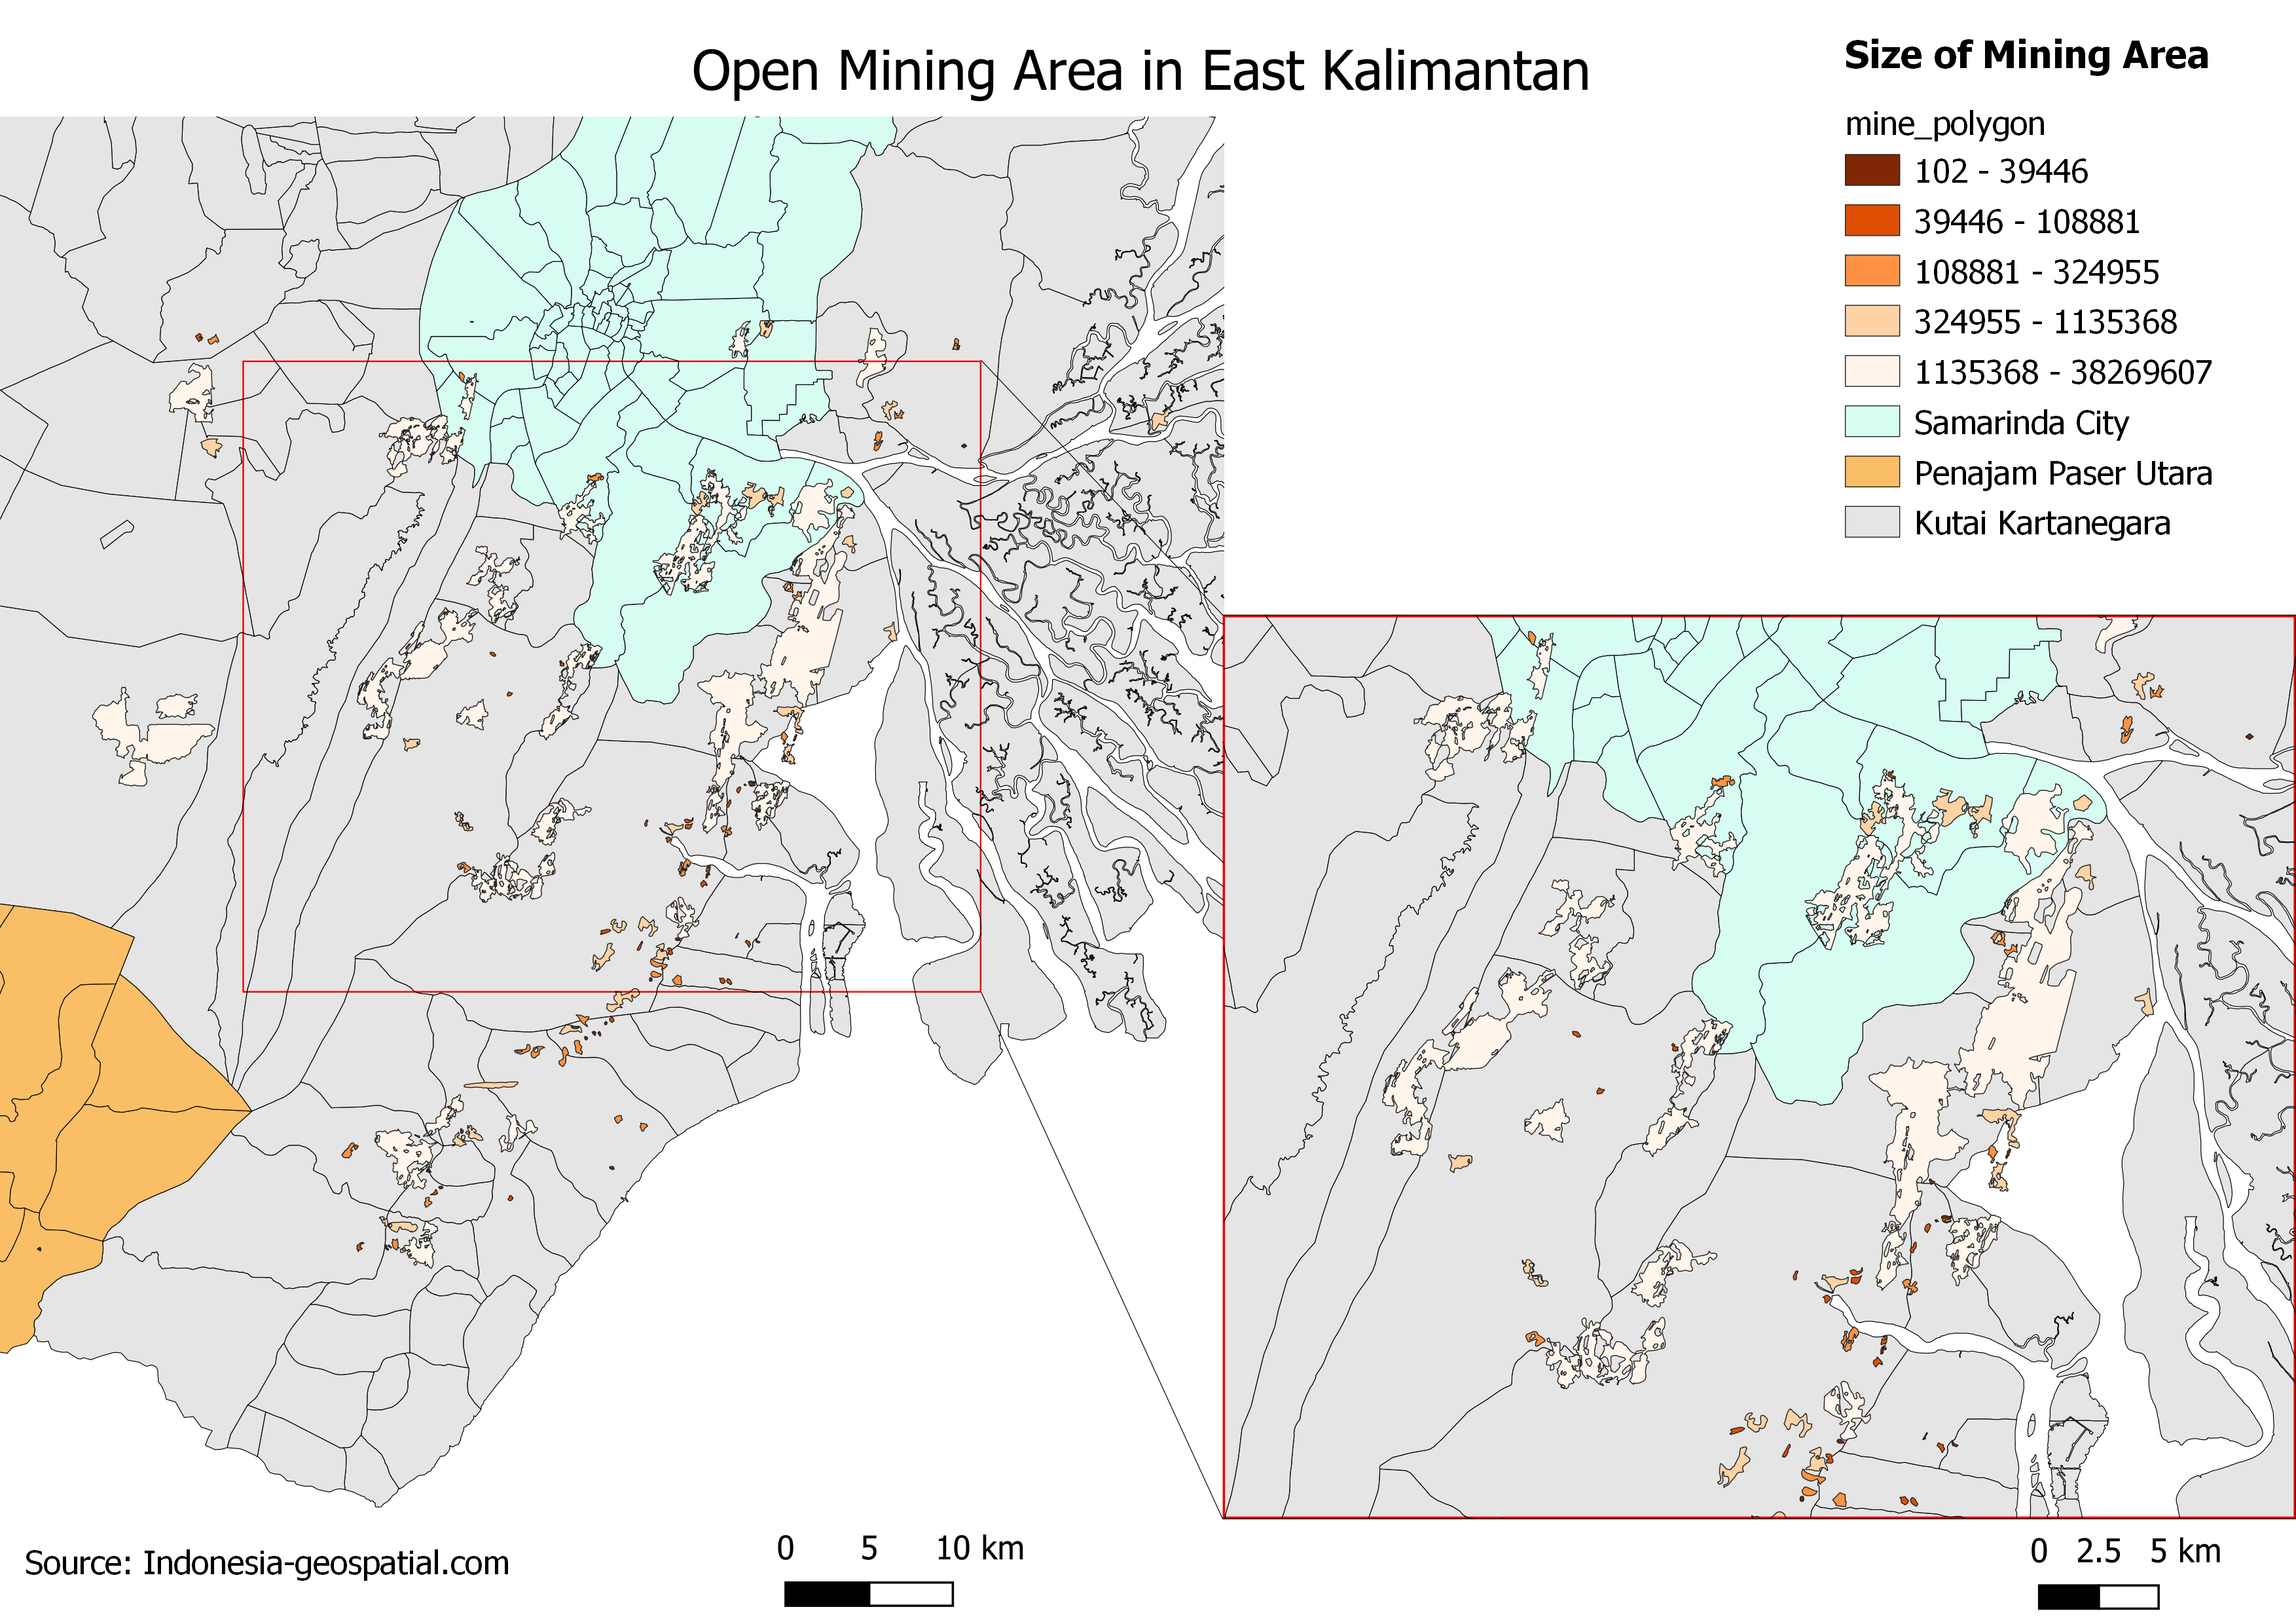 Open Mining Area in East Kalimantan
Size of Mining Area
mine_polygon
102 - 39446
39446 - 108881
108881 - 324955
324955 - 1135368
1135368 - 38269607
Samarinda City
Penajam Paser Utara
Kutai Kartanegara
Source: Indonesia-geospatial.com
0 5 10 km
0 2.5 5 km